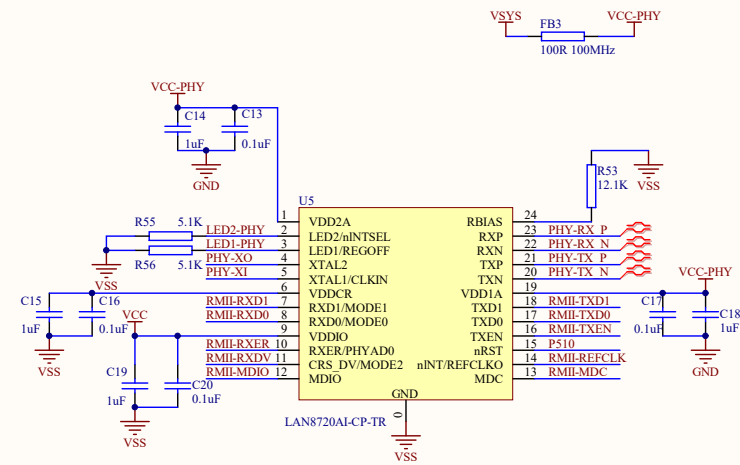 VSYS
FB3
VCC-PHY
100R 100MHz
VCC-PHY
C14
C13
1uF
0.1uF
GND
R53
12.1K
VSS
U5
1 VDD2A
RBIAS 24
R55 5.1K LED2-PHY 2 LED2/nINTSEL
RXP 23 PHY-RX_P
R56 5.1K LED1-PHY 3 LED1/REGOFF
RXN 22 PHY-RX_N
PHY-XO 4 XTAL2
TXP 21 PHY-TX_P
PHY-XI 5 XTAL1/CLKIN
TXN 20 PHY-TX_N
VSS
6 VDDCR
VDD1A 19
VCC-PHY
C15
C16
1uF
0.1uF
VSS
RMII-RXD1 7 RXD1/MODE1
TXD1 18 RMII-TXD1
RMII-RXD0 8 RXD0/MODE0
TXD0 17 RMII-TXD0
C17
0.1uF
C18
1uF
GND
VCC
9 VDDIO
TXEN 16 RMII-TXEN
RMII-RXER 10 RXER/PHYAD0
nRST 15 P510
RMII-RXDV 11 CRS_DV/MODE2
nINT/REFCLKO 14 RMII-REFCLK
RMII-MDIO 12 MDIO
MDC 13 RMII-MDC
C19
1uF
C20
0.1uF
VSS
GND
0
LAN8720AI-CP-TR
VSS